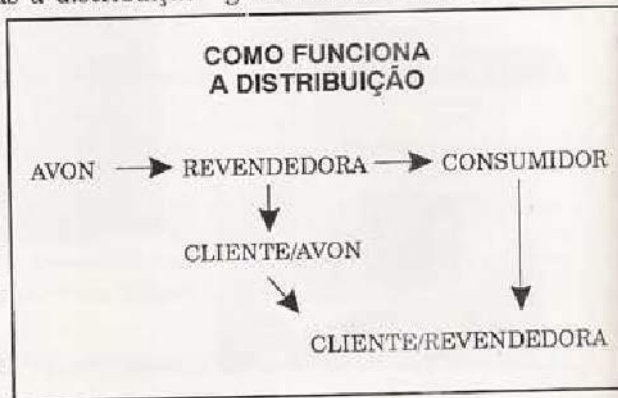 COMO FUNCIONA
A DISTRIBUIÇÃO
AVON REVENDEDORA CONSUMIDOR
CLIENTE/AVON
CLIENTE/REVENDEDORA